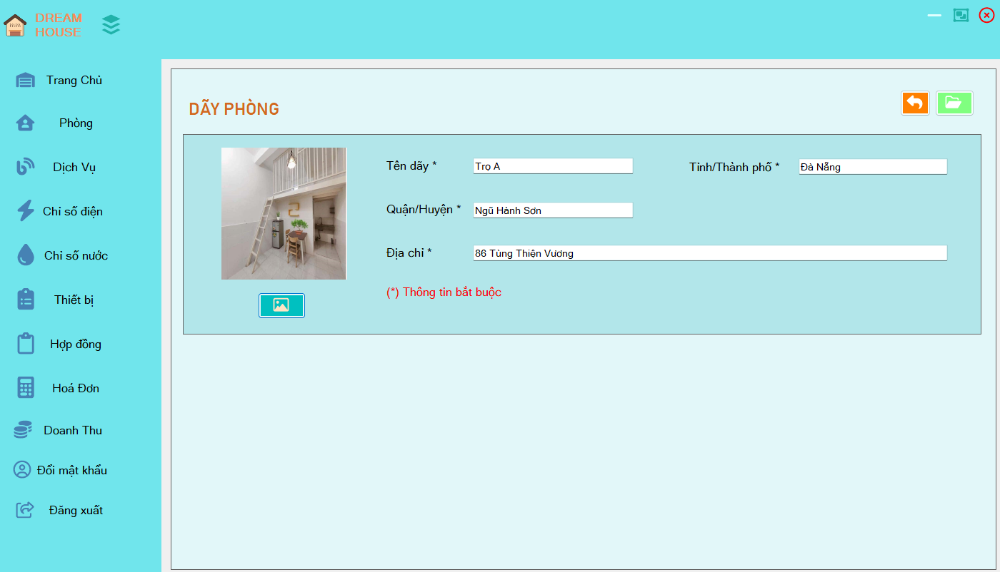 DREAM
HOUSE
Trang Chủ
Phòng
Dịch Vụ
Chỉ số điện
Chỉ số nước
Thiết bị
Hợp đồng
Hoá Đơn
Doanh Thu
Đổi mật khẩu
Đăng xuất
DÃY PHÒNG
Tên dãy * Trọ A
Tỉnh/Thành phố * Đà Nẵng
Quận/Huyện * Ngũ Hành Sơn
Địa chỉ * 86 Tùng Thiện Vương
(*) Thông tin bắt buộc